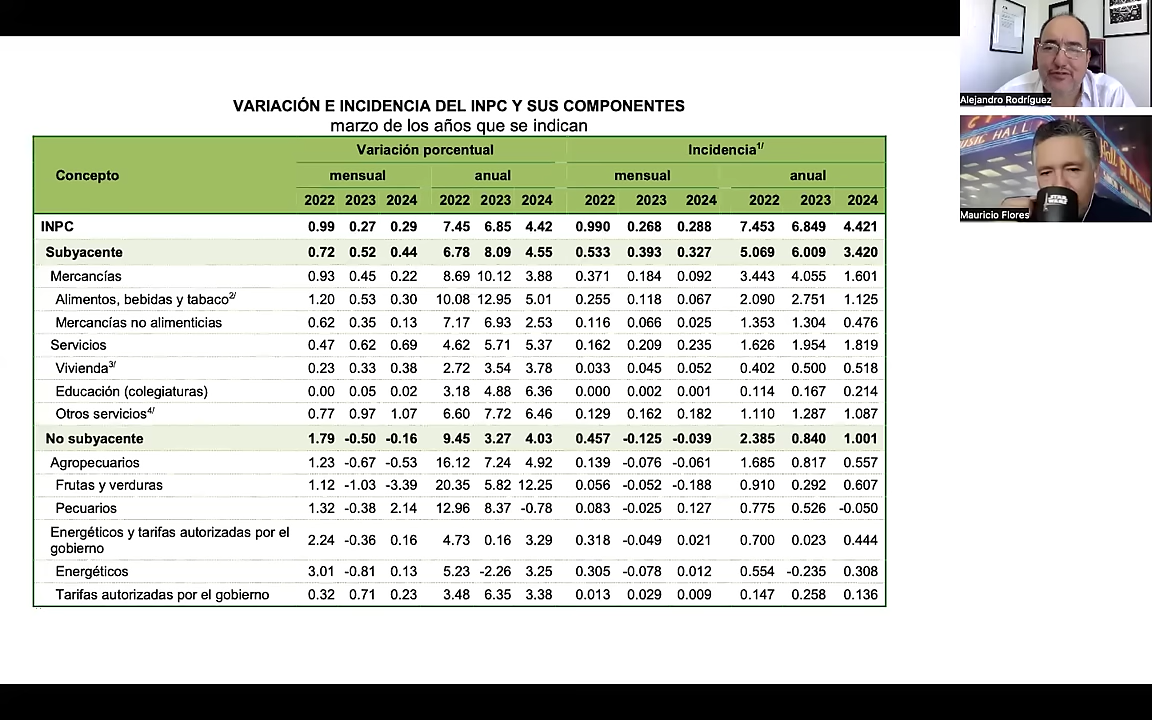 VARIACIÓN E INCIDENCIA DEL INPC Y SUS COMPONENTES
marzo de los años que se indican
Concepto
Variación porcentual
Incidencia1/
mensual anual mensual anual
2022 2023 2024 2022 2023 2024 2022 2023 2024 2022 2023 2024
INPC 0.99 0.27 0.29 7.45 6.85 4.42 0.990 0.268 0.288 7.453 6.849 4.421
Subyacente 0.72 0.52 0.44 6.78 8.09 4.55 0.533 0.393 0.327 5.069 6.009 3.420
Mercancías 0.93 0.45 0.22 8.69 10.12 3.88 0.371 0.184 0.092 3.443 4.055 1.601
Alimentos, bebidas y tabaco2/ 1.20 0.53 0.30 10.08 12.95 5.01 0.255 0.118 0.067 2.090 2.751 1.125
Mercancías no alimenticias 0.62 0.35 0.13 7.17 6.93 2.53 0.116 0.066 0.025 1.353 1.304 0.476
Servicios 0.47 0.62 0.69 4.62 5.71 5.37 0.162 0.209 0.235 1.626 1.954 1.819
Vivienda3/ 0.23 0.33 0.38 2.72 3.54 3.78 0.033 0.045 0.052 0.402 0.500 0.518
Educación (colegiaturas) 0.00 0.05 0.02 3.18 4.88 6.36 0.000 0.002 0.001 0.114 0.167 0.214
Otros servicios4/ 0.77 0.97 1.07 6.60 7.72 6.46 0.129 0.162 0.182 1.110 1.287 1.087
No subyacente 1.79 -0.50 -0.16 9.45 3.27 4.03 0.457 -0.125 -0.039 2.385 0.840 1.001
Agropecuarios 1.23 -0.67 -0.53 16.12 7.24 4.92 0.139 -0.076 -0.061 1.685 0.817 0.557
Frutas y verduras 1.12 -1.03 -3.39 20.35 5.82 12.25 0.056 -0.052 -0.188 0.910 0.292 0.607
Pecuarios 1.32 -0.38 2.14 12.96 8.37 -0.78 0.083 -0.025 0.127 0.775 0.526 -0.050
Energéticos y tarifas autorizadas por el
gobierno 2.24 -0.36 0.16 4.73 0.16 3.29 0.318 -0.049 0.021 0.700 0.023 0.444
Energéticos 3.01 -0.81 0.13 5.23 -2.26 3.25 0.305 -0.078 0.012 0.554 -0.235 0.308
Tarifas autorizadas por el gobierno 0.32 0.71 0.23 3.48 6.35 3.38 0.013 0.029 0.009 0.147 0.258 0.136
Alejandro Rodríguez
MUSIC HALL
STAR
WARS
Mauricio Flores